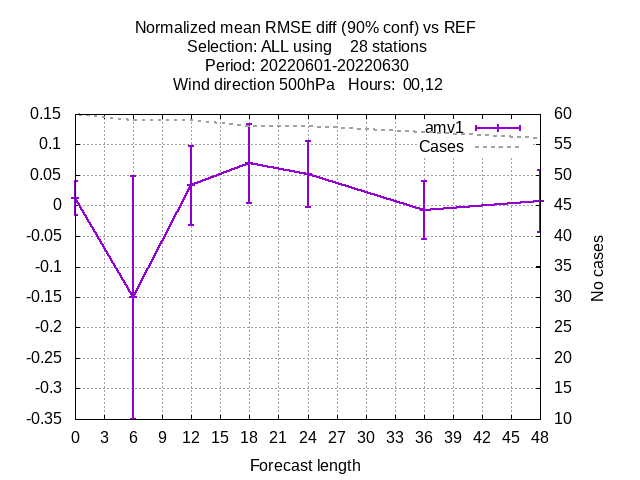 Normalized mean RMSE diff (90% conf) vs REF
Selection: ALL using 28 stations
Period: 20220601-20220630
Wind direction 500hPa Hours: 00,12
0.15
0.1
0.05
0
-0.05
-0.1
-0.15
-0.2
-0.25
-0.3
-0.35
amv1
Cases
60
55
50
45
40
35
30
25
20
15
10
No cases
0 3 6 9 12 15 18 21 24 27 30 33 36 39 42 45 48
Forecast length